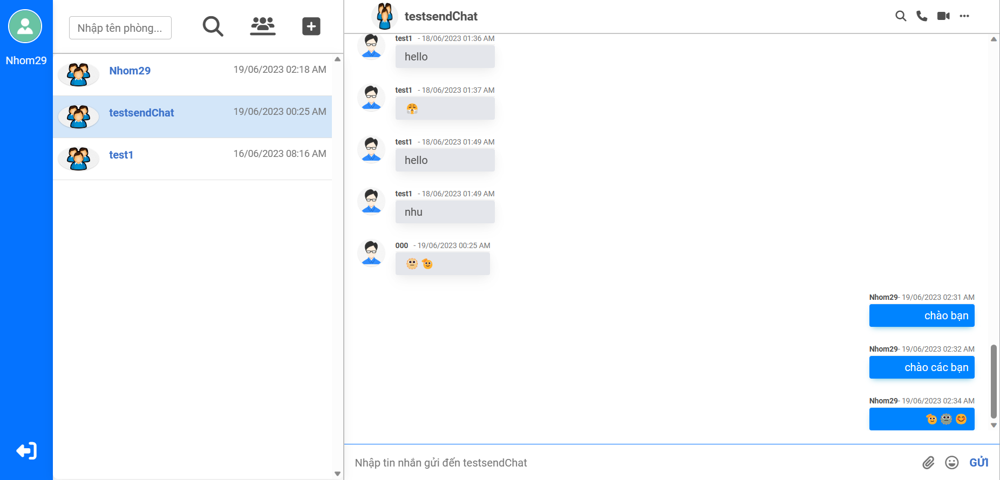 Nhom29
Nhập tên phòng...
Nhom29
19/06/2023 02:18 AM
testsendChat
19/06/2023 00:25 AM
test1
16/06/2023 08:16 AM
testsendChat
test1 - 18/06/2023 01:36 AM
hello
test1 - 18/06/2023 01:37 AM
test1 - 18/06/2023 01:49 AM
hello
test1 - 18/06/2023 01:49 AM
nhu
000 - 19/06/2023 00:25 AM
Nhom29- 19/06/2023 02:31 AM
chào bạn
Nhom29- 19/06/2023 02:32 AM
chào các bạn
Nhom29- 19/06/2023 02:34 AM
Nhập tin nhắn gửi đến testsendChat
GỬI